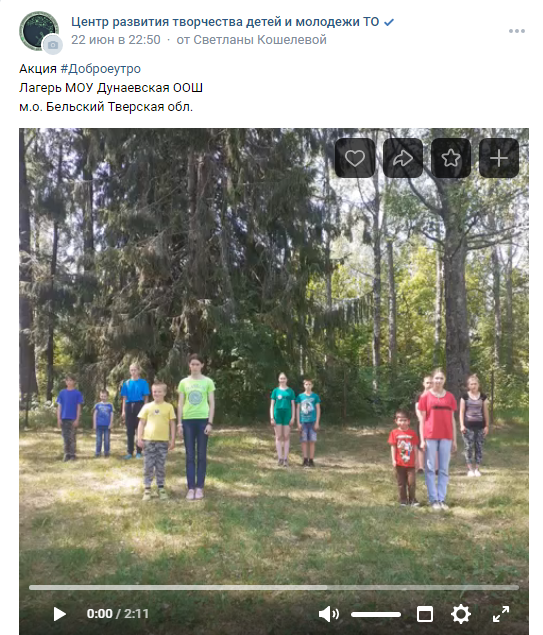 Центр развития творчества детей и молодежи ТО
22 июн в 22:50 · от Светланы Кошелевой
Акция #Доброеутро
Лагерь МОУ Дунаевская ООШ
м.о. Бельский Тверская обл.
0:00 / 2:11